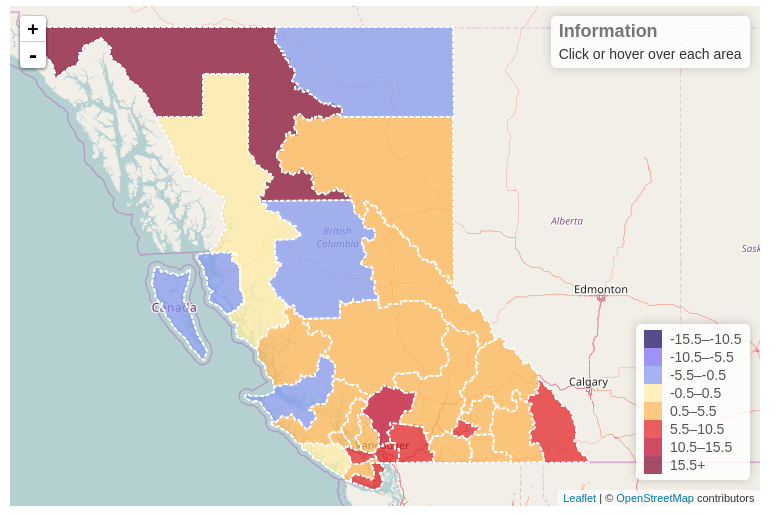 +
-
Information
Click or hover over each area
British
Columbia
Alberta
Sask
Canada
Edmonton
Calgary
Vancouver
-15.5–-10.5
-10.5–-5.5
-5.5–-0.5
-0.5–0.5
0.5–5.5
5.5–10.5
10.5–15.5
15.5+
Leaflet | © OpenStreetMap contributors